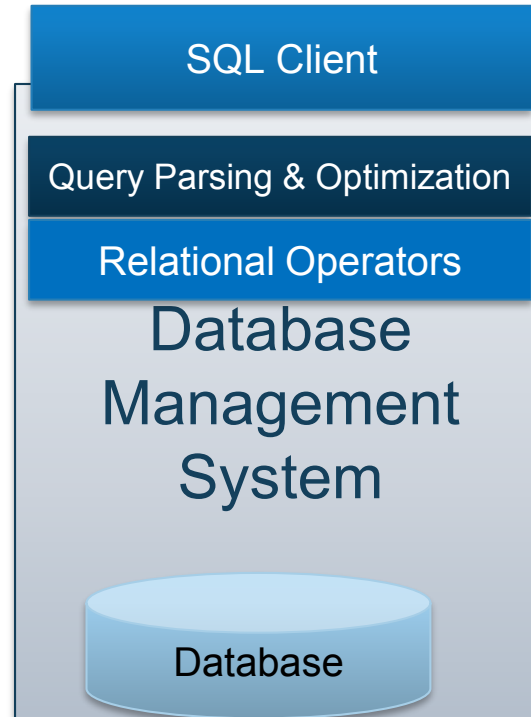 SQL Client
Query Parsing & Optimization
Relational Operators
Database
Management
System
Database